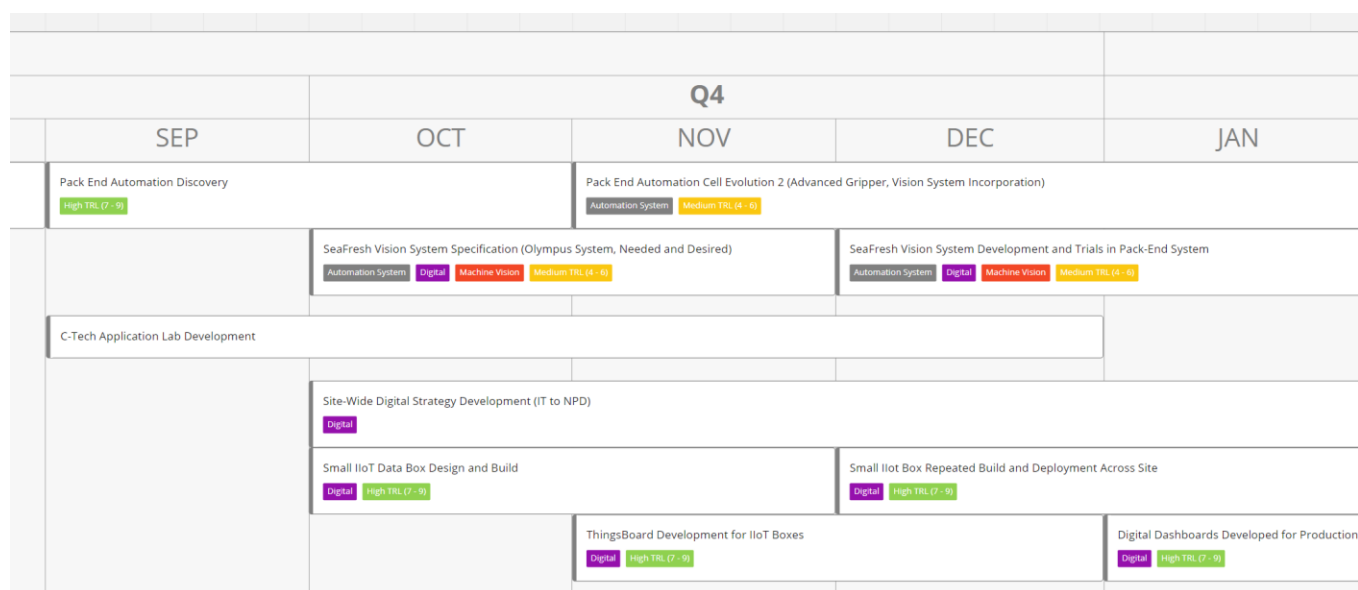 Q4
SEP OCT NOV DEC JAN
Pack End Automation Discovery
High TRL (7 - 9)
Pack End Automation Cell Evolution 2 (Advanced Gripper, Vision System Incorporation)
Automation System Medium TRL (4 - 6)
SeaFresh Vision System Specification (Olympus System, Needed and Desired)
Automation System Digital Machine Vision Medium TRL (4 - 6)
SeaFresh Vision System Development and Trials in Pack-End System
Automation System Digital Machine Vision Medium TRL (4 - 6)
C-Tech Application Lab Development
Site-Wide Digital Strategy Development (IT to NPD)
Digital
Small IIoT Data Box Design and Build
Digital High TRL (7 - 9)
Small IIot Box Repeated Build and Deployment Across Site
Digital High TRL (7 - 9)
ThingsBoard Development for IIoT Boxes
Digital High TRL (7 - 9)
Digital Dashboards Developed for Production
Digital High TRL (7 - 9)